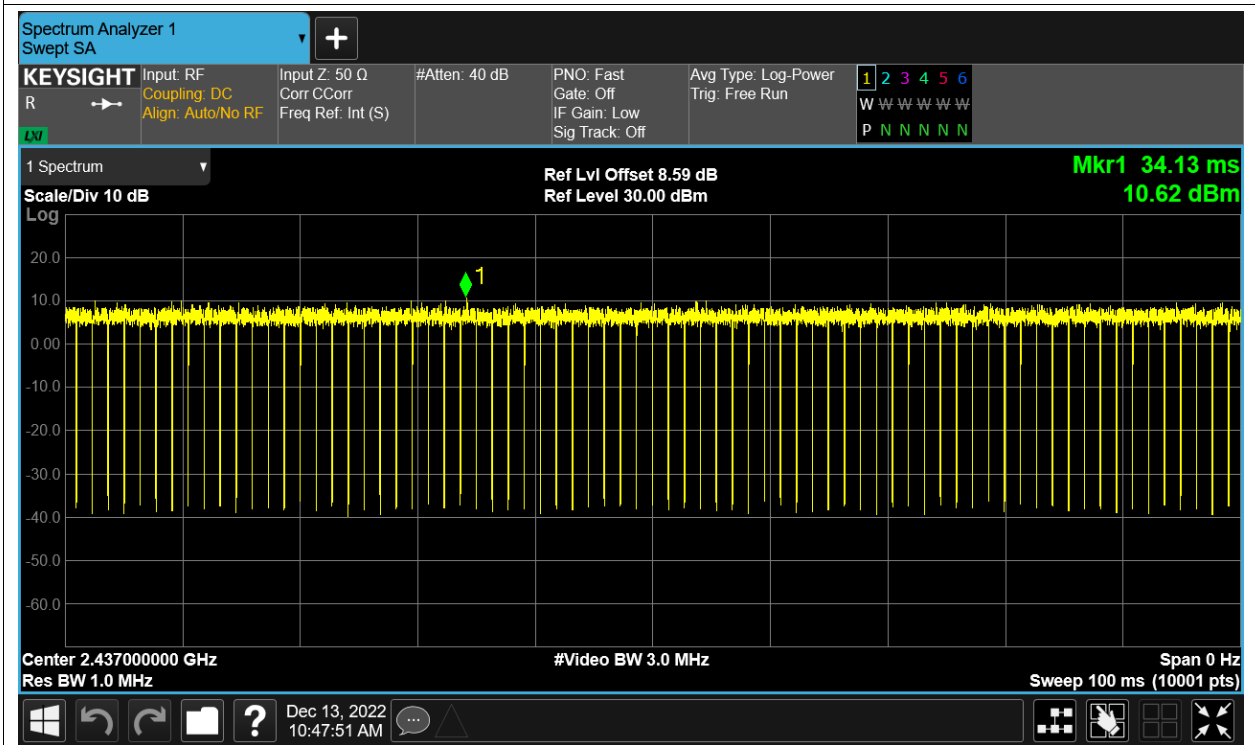 Spectrum Analyzer 1
Swept SA
+
KEYSIGHT
R
LXI
Input: RF
Coupling: DC
Align: Auto/No RF
Input Z: 50 Ω
Corr CCorr
Freq Ref: Int (S)
#Atten: 40 dB
PNO: Fast
Gate: Off
IF Gain: Low
Sig Track: Off
Avg Type: Log-Power
Trig: Free Run
1 2 3 4 5 6
W W W W W W
P N N N N N
1 Spectrum
Scale/Div 10 dB
Ref Lvl Offset 8.59 dB
Ref Level 30.00 dBm
Mkr1 34.13 ms
10.62 dBm
Log
1
20.0
10.0
0.00
-10.0
-20.0
-30.0
-40.0
-50.0
-60.0
Center 2.437000000 GHz
Res BW 1.0 MHz
#Video BW 3.0 MHz
Span 0 Hz
Sweep 100 ms (10001 pts)
?
Dec 13, 2022
10:47:51 AM